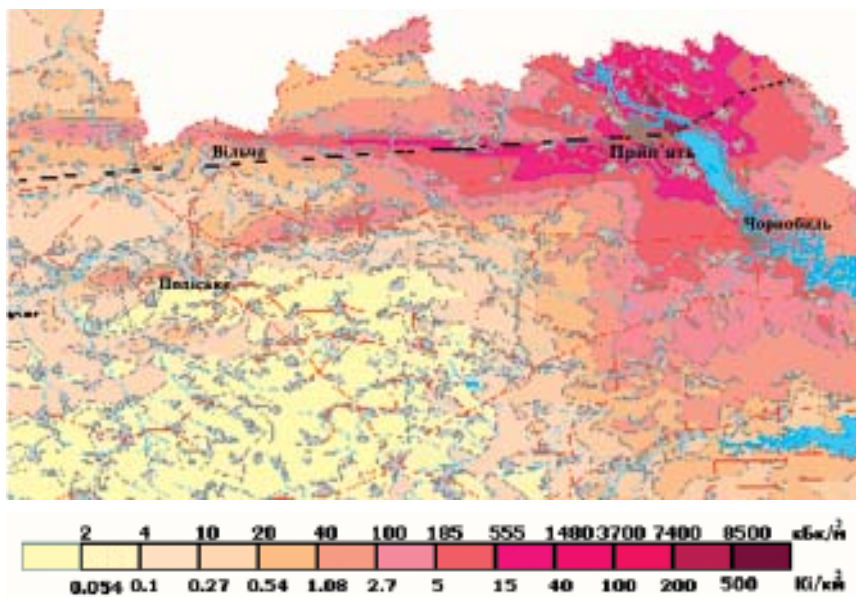 Вільча
Прип'ять
Чорнобиль
Поліське
2 4 10 20 40 100 185 555 1480 3700 7400 8500 кБк/м²
0.054 0.1 0.27 0.54 1.08 2.7 5 15 40 100 200 500 Кі/км²